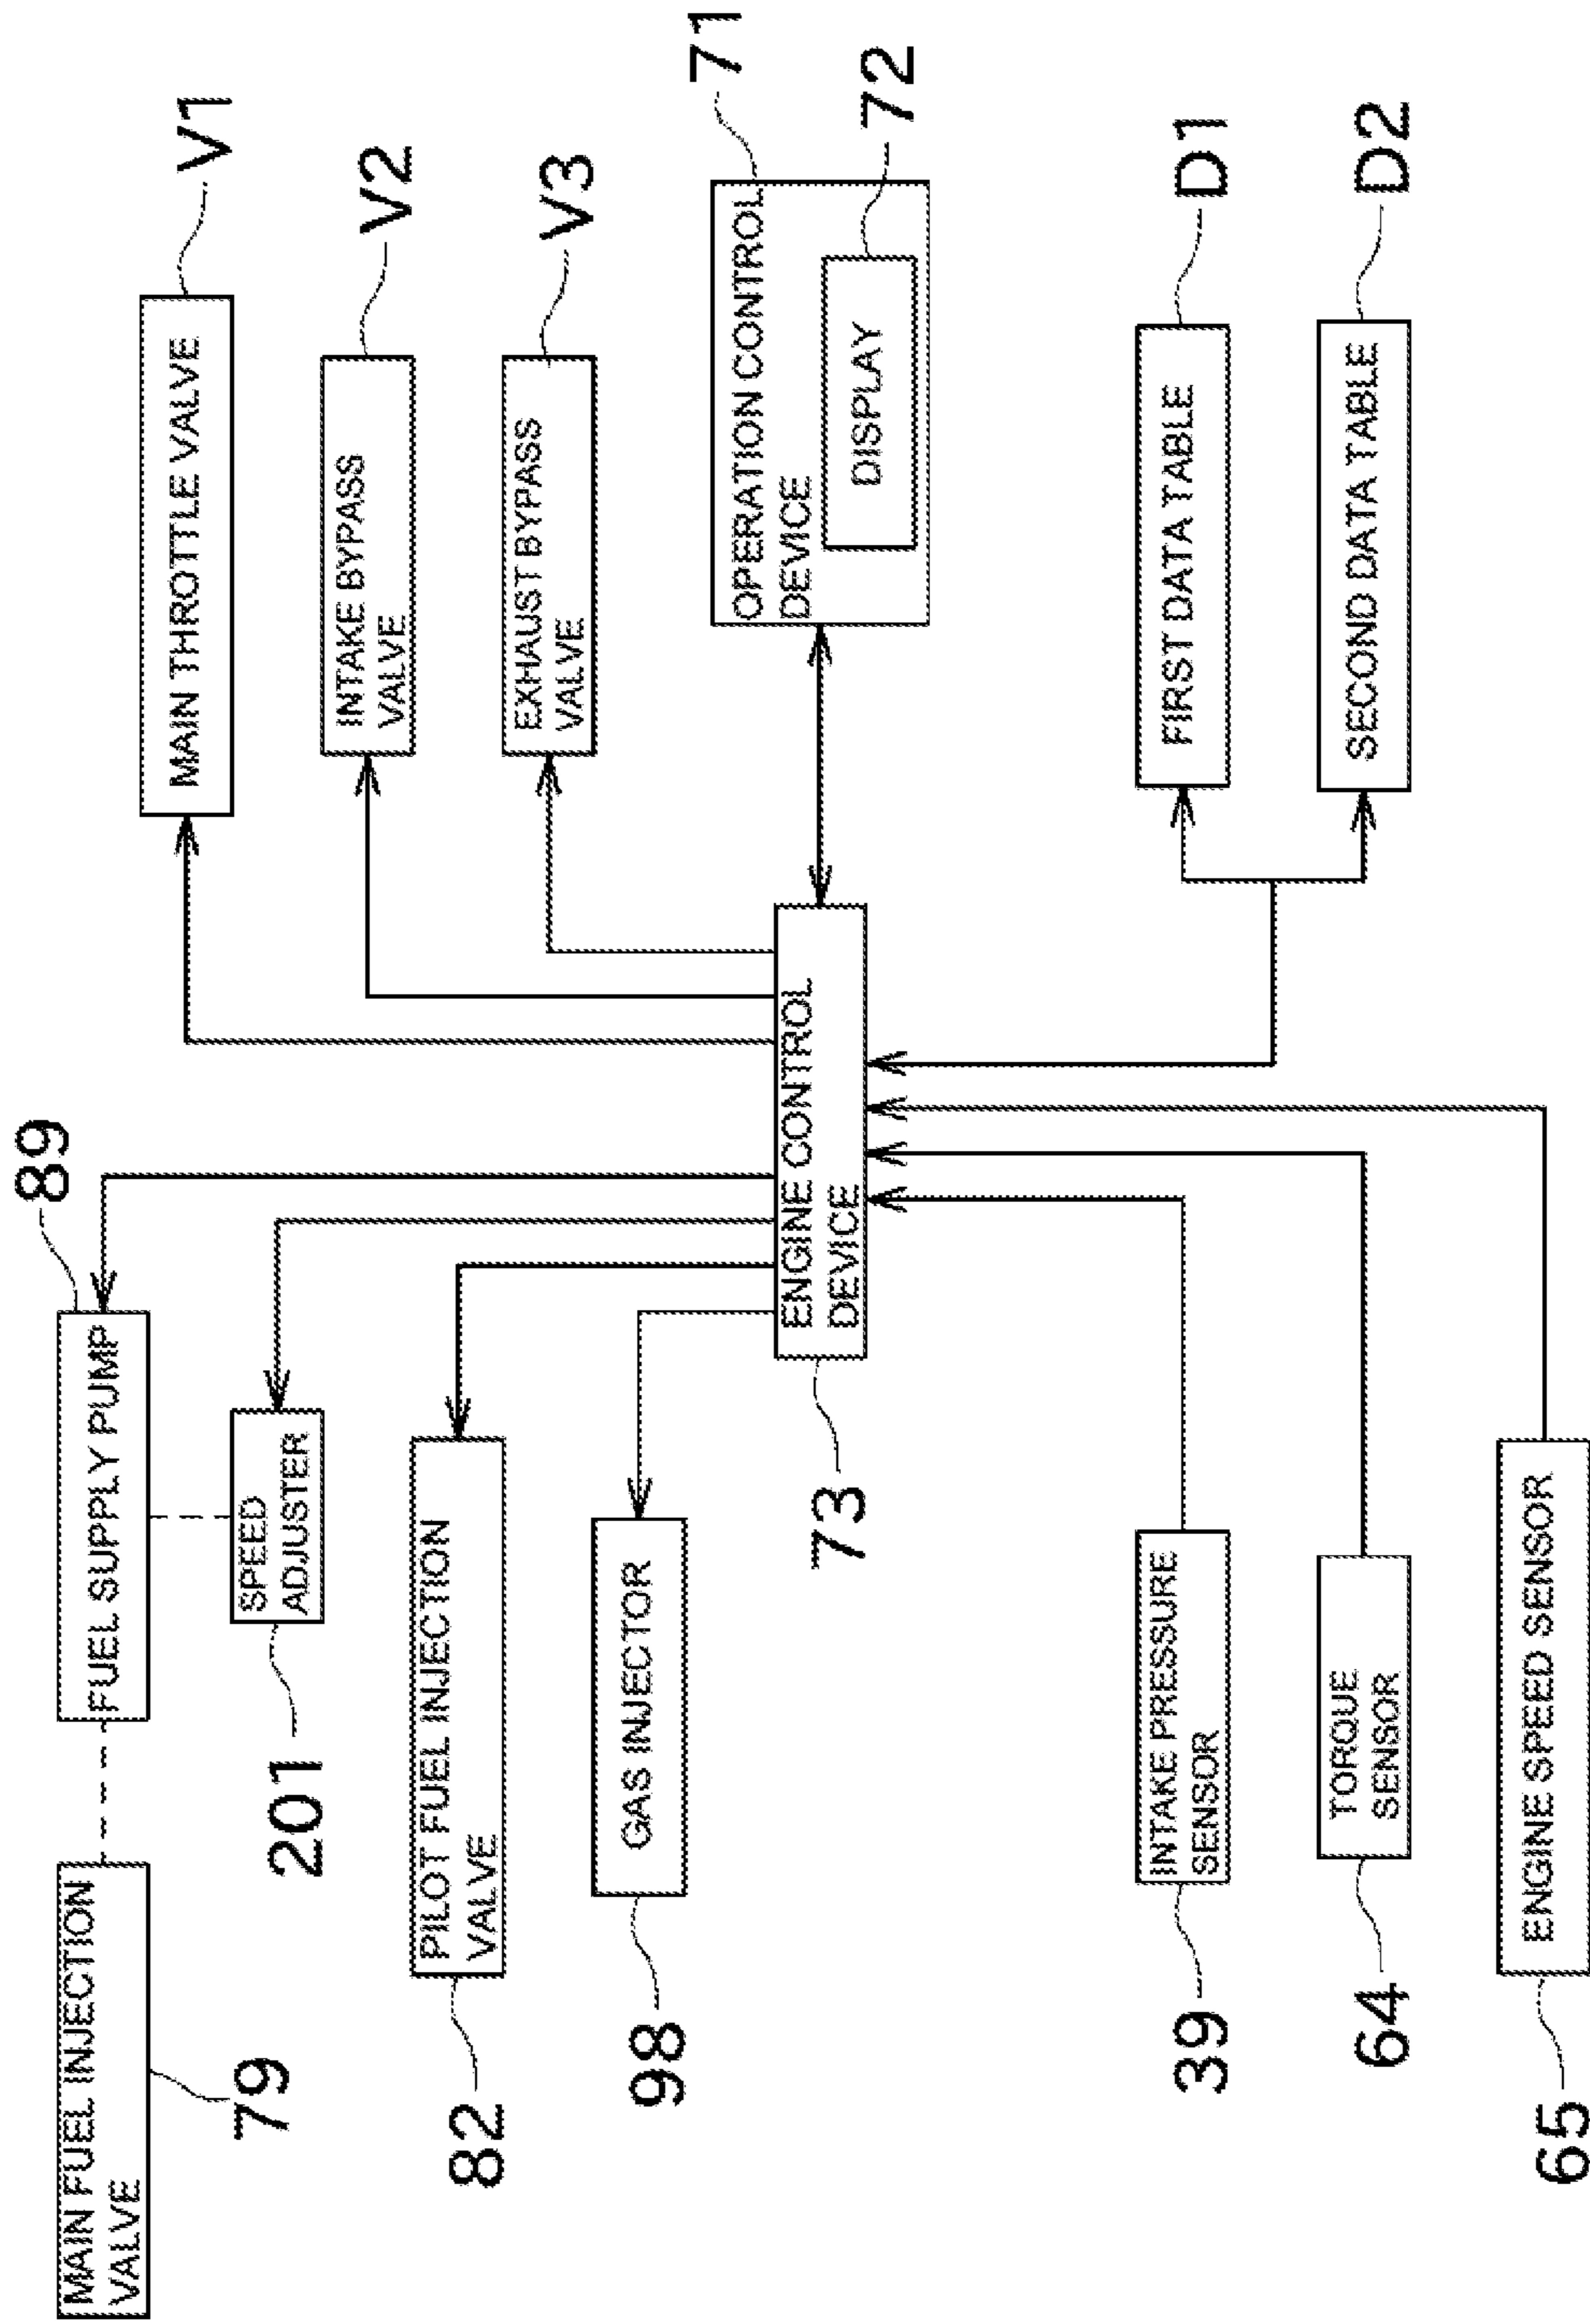 MAIN FUEL INJECTION
VALVE
79
FUEL SUPPLY PUMP
89
SPEED
ADJUSTER
201
PILOT FUEL INJECTION
VALVE
82
GAS INJECTOR
98
MAIN THROTTLE VALVE
V1
INTAKE BYPASS
VALVE
V2
EXHAUST BYPASS
VALVE
V3
ENGINE CONTROL
DEVICE
73
OPERATION CONTROL
DEVICE
71
DISPLAY
72
INTAKE PRESSURE
SENSOR
39
TORQUE
SENSOR
64
ENGINE SPEED SENSOR
65
FIRST DATA TABLE
D1
SECOND DATA TABLE
D2